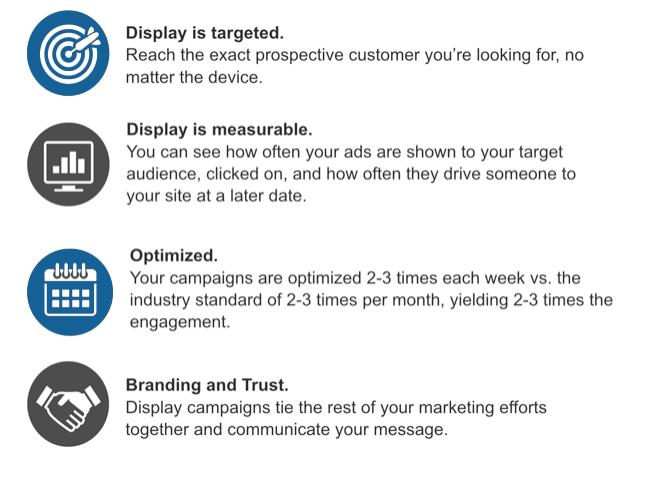 Display is targeted.
Reach the exact prospective customer you’re looking for, no
matter the device.
Display is measurable.
You can see how often your ads are shown to your target
audience, clicked on, and how often they drive someone to
your site at a later date.
Optimized.
Your campaigns are optimized 2-3 times each week vs. the
industry standard of 2-3 times per month, yielding 2-3 times the
engagement.
Branding and Trust.
Display campaigns tie the rest of your marketing efforts
together and communicate your message.